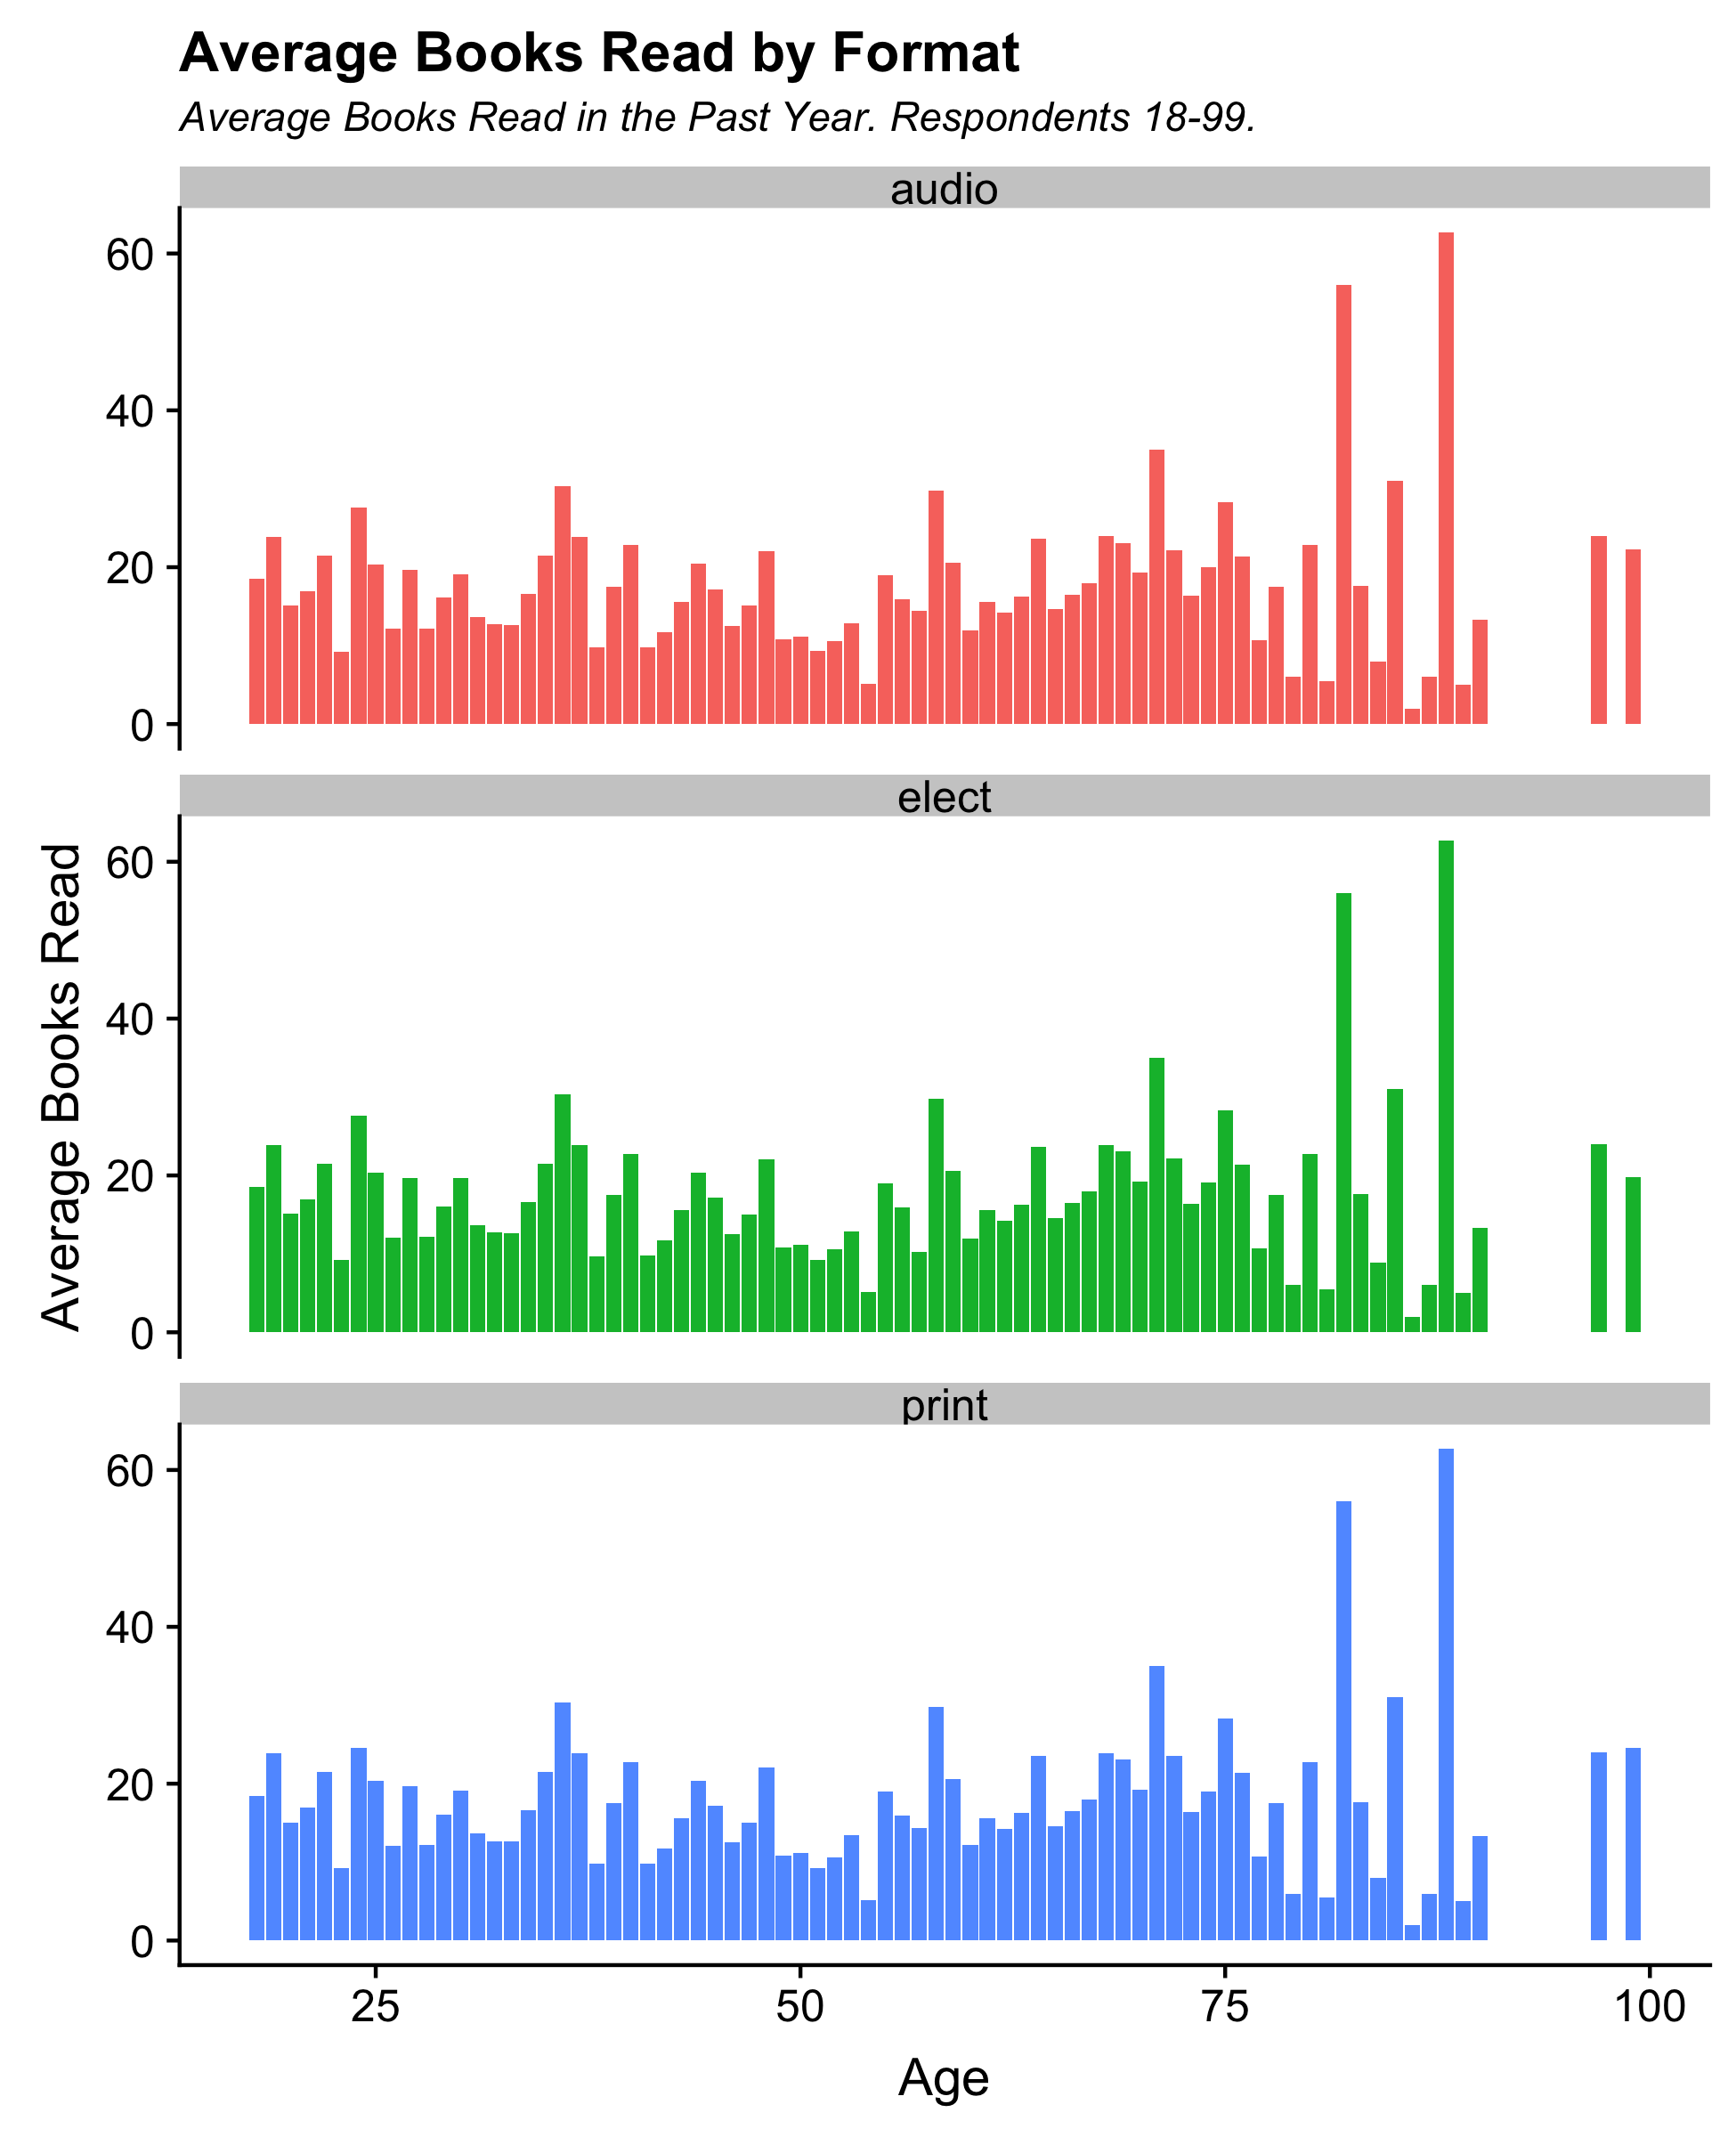 Average Books Read by Format
Average Books Read in the Past Year. Respondents 18-99.
audio
60
40
20
0
elect
60
40
20
0
Average Books Read
print
60
40
20
0
25 50 75 100
Age